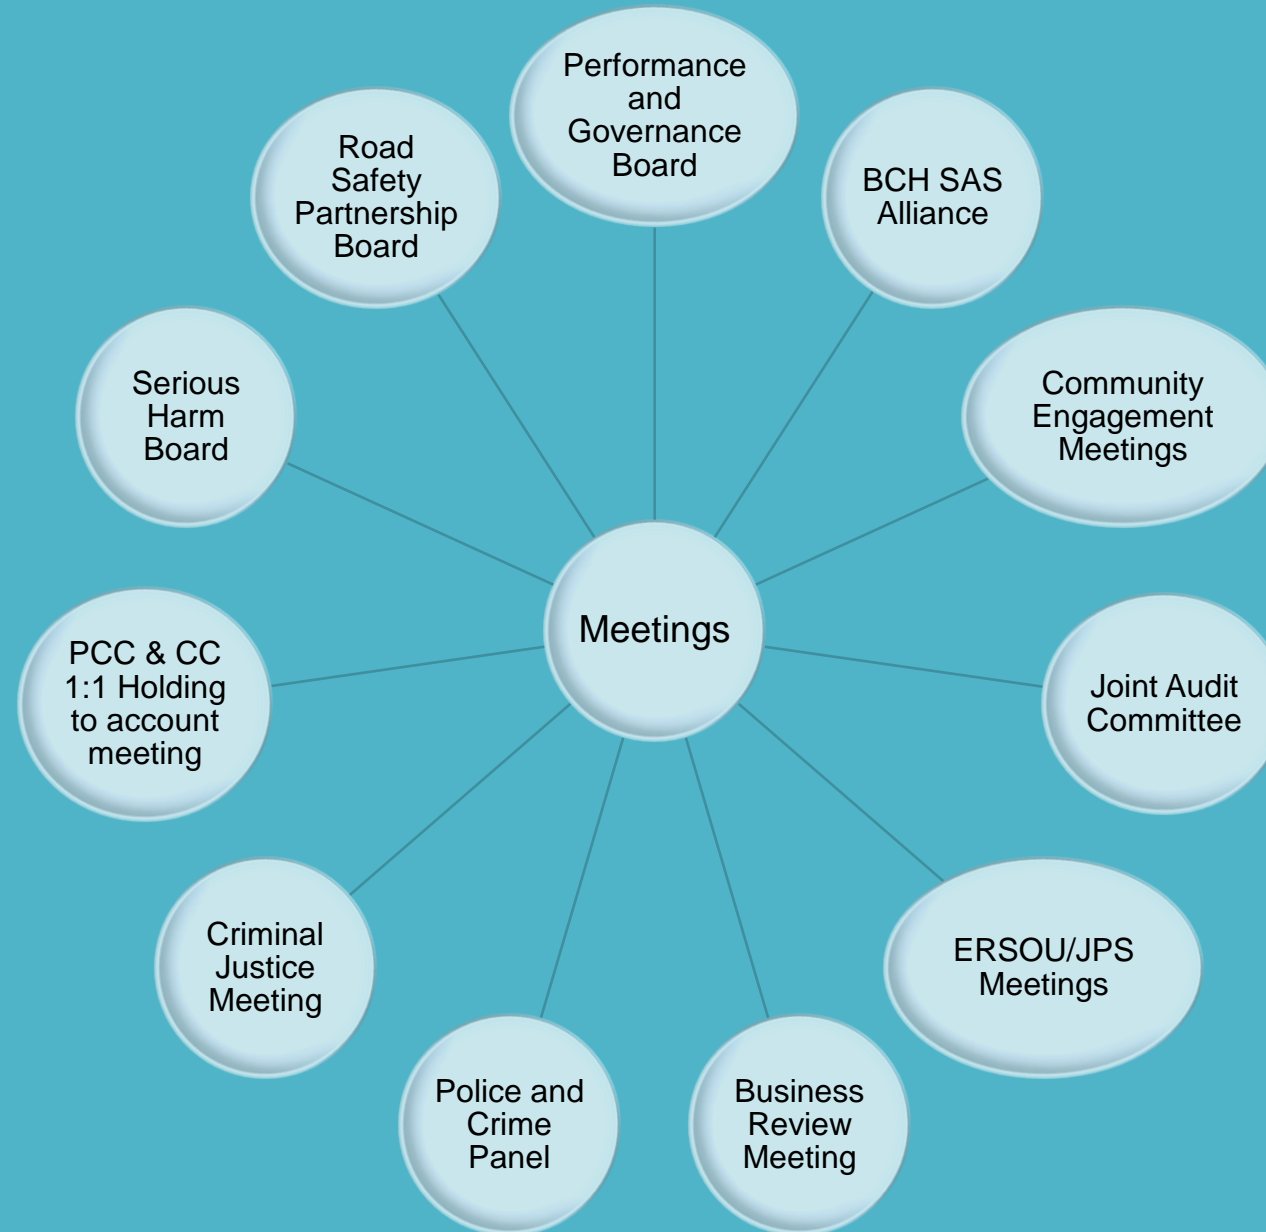 Performance
and
Governance
Board
BCH SAS
Alliance
Community
Engagement
Meetings
Joint Audit
Committee
ERSOU/JPS
Meetings
Business
Review
Meeting
Police and
Crime
Panel
Criminal
Justice
Meeting
PCC & CC
1:1 Holding
to account
meeting
Serious
Harm
Board
Road
Safety
Partnership
Board
Meetings